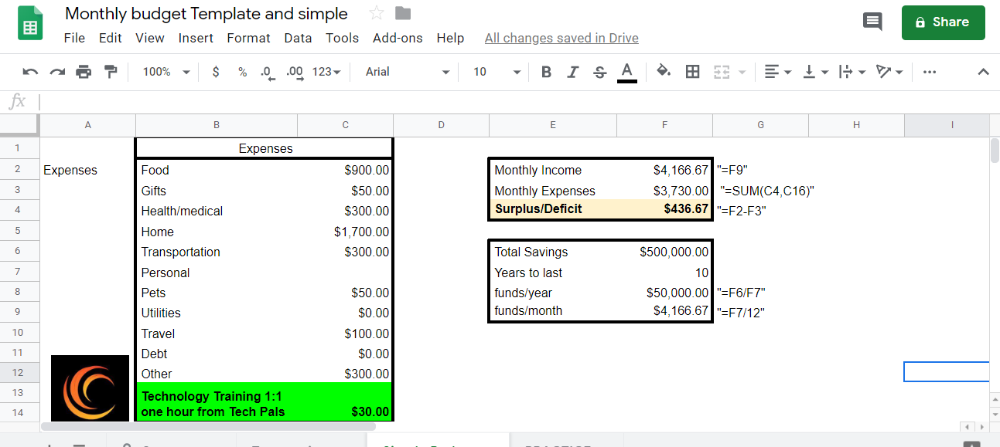 Monthly budget Template and simple
File Edit View Insert Format Data Tools Add-ons Help All changes saved in Drive
Share
100% $ % .0 .00 123 Arial 10 B I S A
fx
A B C D E F G H I
1 Expenses
2 Expenses Food $900.00 Monthly Income $4,166.67 "=F9"
3 Gifts $50.00 Monthly Expenses $3,730.00 "=SUM(C4,C16)"
4 Health/medical $300.00 Surplus/Deficit $436.67 "=F2-F3"
5 Home $1,700.00
6 Transportation $300.00 Total Savings $500,000.00
7 Personal Years to last 10
8 Pets $50.00 funds/year $50,000.00 "=F6/F7"
9 Utilities $0.00 funds/month $4,166.67 "=F7/12"
10 Travel $100.00
11 Debt $0.00
12 Other $300.00
13 Technology Training 1:1
14 one hour from Tech Pals $30.00